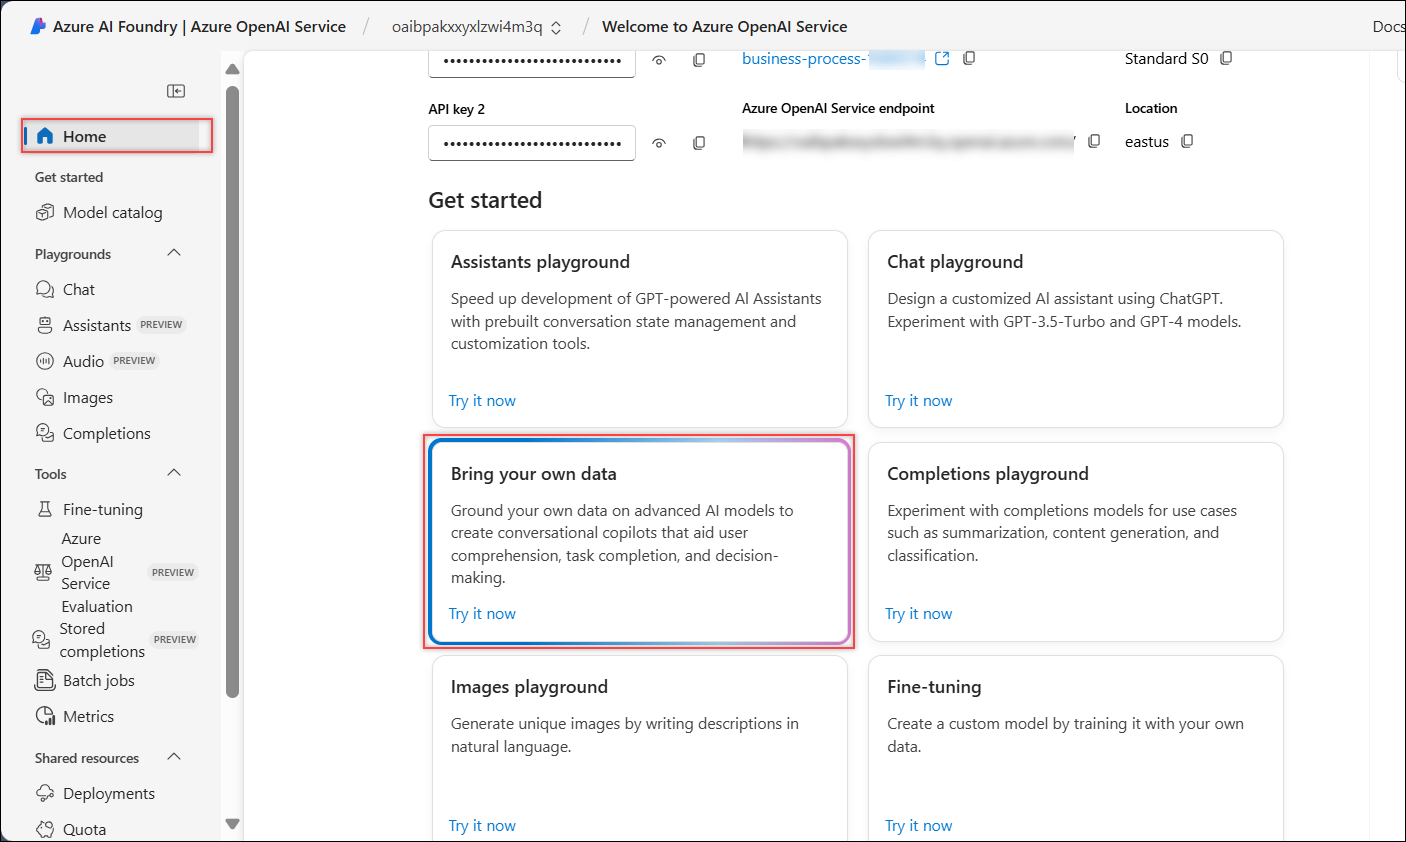 Azure AI Foundry | Azure OpenAI Service / oaibpakxxyxlzwi4m3q / Welcome to Azure OpenAI Service Docs
Home
Get started
Model catalog
Playgrounds
Chat
Assistants PREVIEW
Audio PREVIEW
Images
Completions
Tools
Fine-tuning
Azure
OpenAI
Service
Evaluation
PREVIEW
Stored
completions
PREVIEW
Batch jobs
Metrics
Shared resources
Deployments
Quota
•••••••••••••••••••••••••••• business-process- Standard S0
API key 2 Azure OpenAI Service endpoint Location
•••••••••••••••••••••••••••• eastus
Get started
Assistants playground
Speed up development of GPT-powered AI Assistants
with prebuilt conversation state management and
customization tools.
Try it now
Chat playground
Design a customized AI assistant using ChatGPT.
Experiment with GPT-3.5-Turbo and GPT-4 models.
Try it now
Bring your own data
Ground your own data on advanced AI models to
create conversational copilots that aid user
comprehension, task completion, and decision-
making.
Try it now
Completions playground
Experiment with completions models for use cases
such as summarization, content generation, and
classification.
Try it now
Images playground
Generate unique images by writing descriptions in
natural language.
Try it now
Fine-tuning
Create a custom model by training it with your own
data.
Try it now